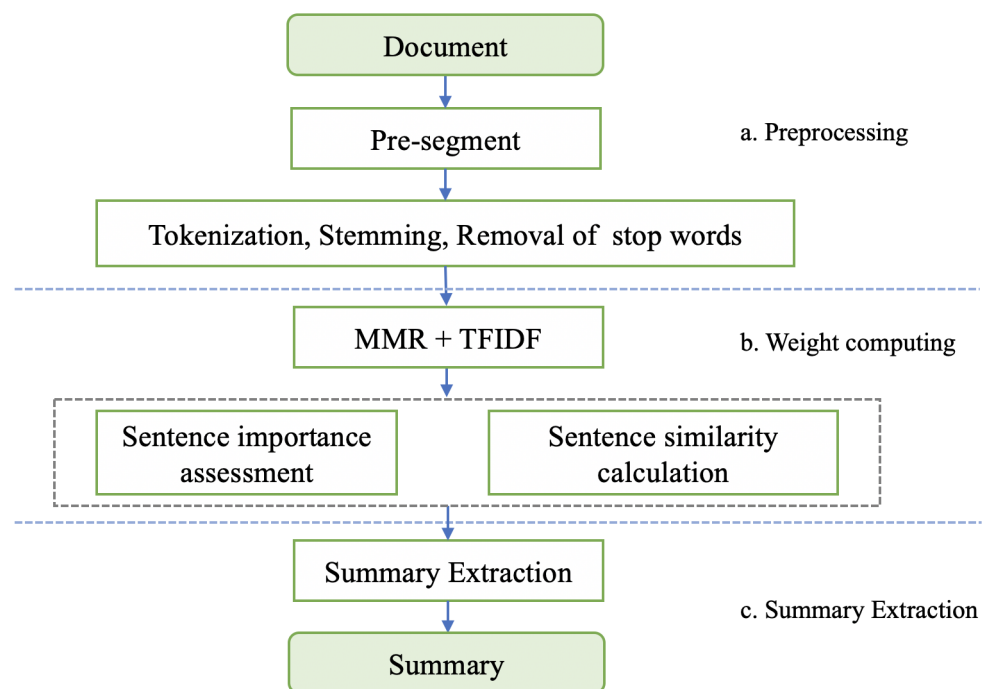 Document
Pre-segment
a. Preprocessing
Tokenization, Stemming, Removal of stop words
MMR + TFIDF
b. Weight computing
Sentence importance
assessment
Sentence similarity
calculation
Summary Extraction
c. Summary Extraction
Summary